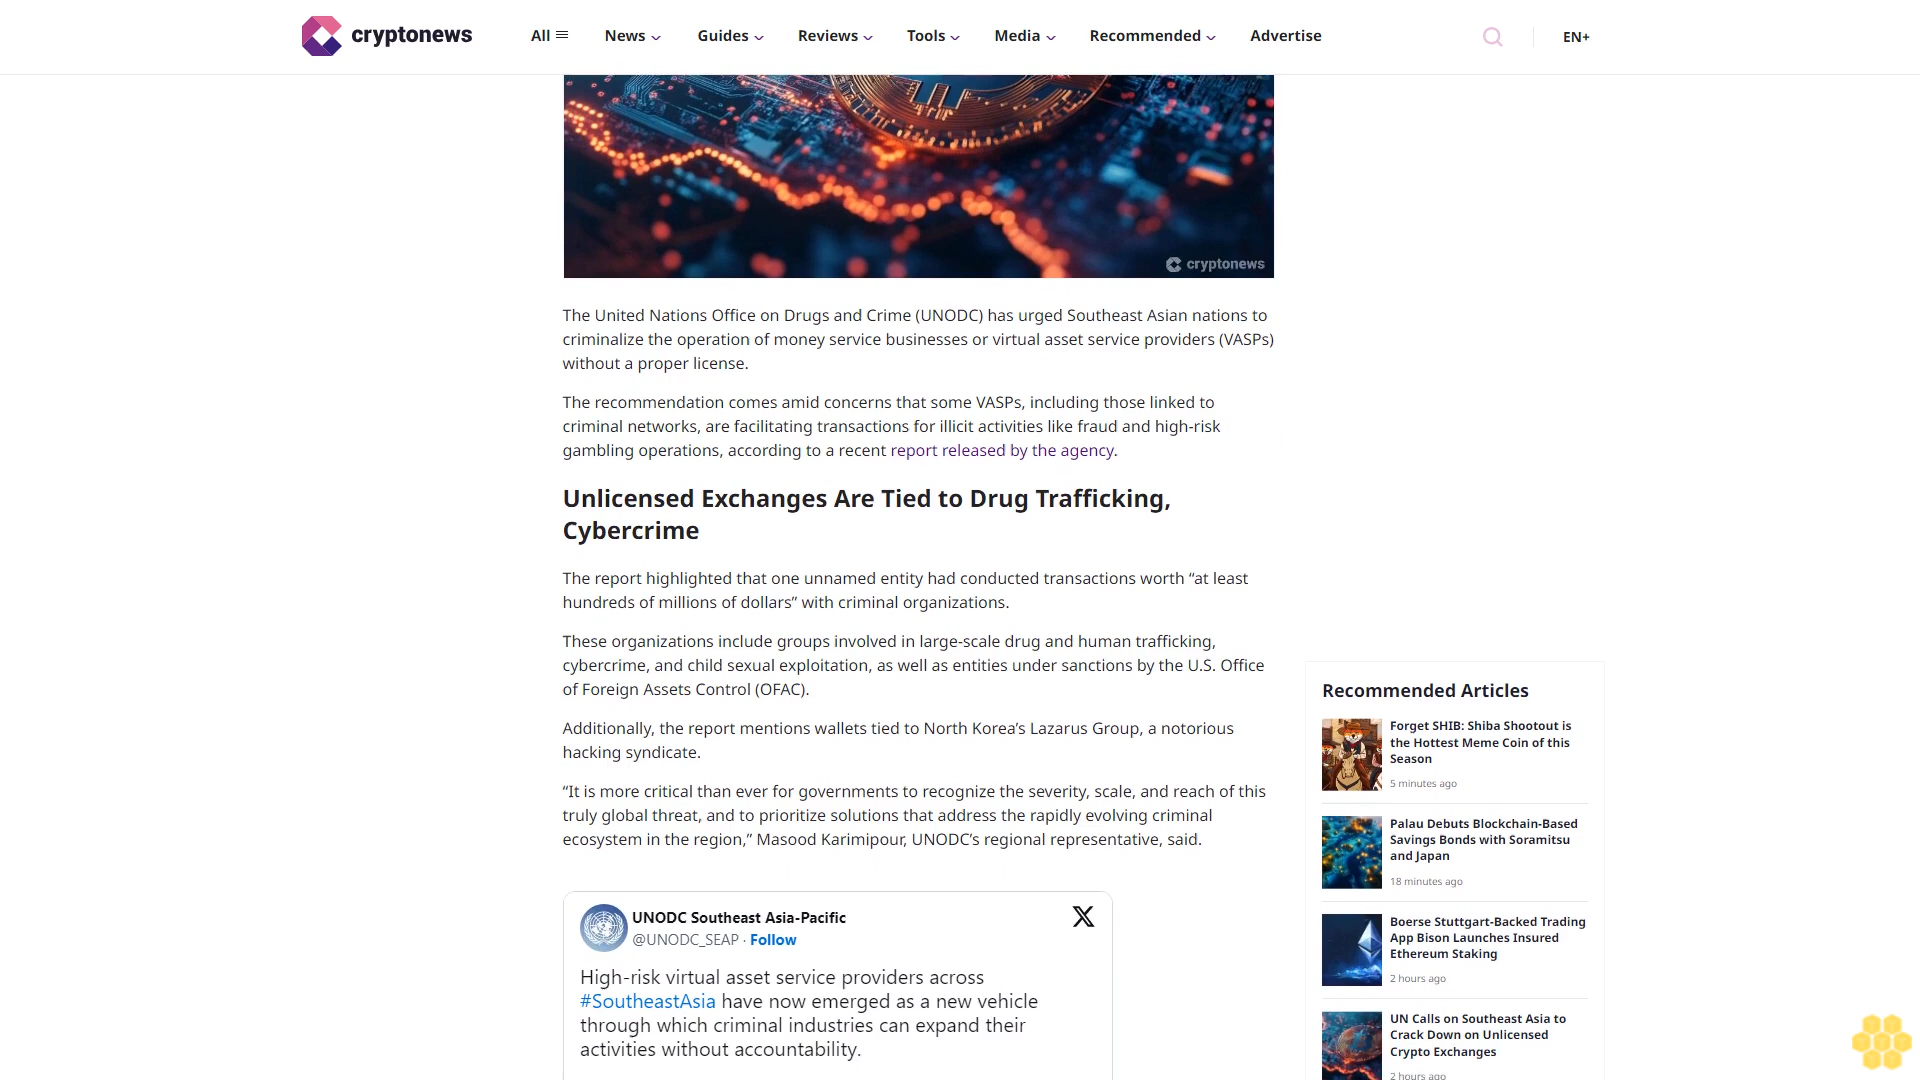 cryptonews
All
News
Guides
Reviews
Tools
Media
Recommended
Advertise
EN+
cryptonews
The United Nations Office on Drugs and Crime (UNODC) has urged Southeast Asian nations to
criminalize the operation of money service businesses or virtual asset service providers (VASPs)
without a proper license.
The recommendation comes amid concerns that some VASPs, including those linked to
criminal networks, are facilitating transactions for illicit activities like fraud and high-risk
gambling operations, according to a recent report released by the agency.
Unlicensed Exchanges Are Tied to Drug Trafficking,
Cybercrime
The report highlighted that one unnamed entity had conducted transactions worth “at least
hundreds of millions of dollars” with criminal organizations.
These organizations include groups involved in large-scale drug and human trafficking,
cybercrime, and child sexual exploitation, as well as entities under sanctions by the U.S. Office
of Foreign Assets Control (OFAC).
Additionally, the report mentions wallets tied to North Korea’s Lazarus Group, a notorious
hacking syndicate.
“It is more critical than ever for governments to recognize the severity, scale, and reach of this
truly global threat, and to prioritize solutions that address the rapidly evolving criminal
ecosystem in the region,” Masood Karimipour, UNODC’s regional representative, said.
UNODC Southeast Asia-Pacific
@UNODC_SEAP · Follow
High-risk virtual asset service providers across
#SoutheastAsia have now emerged as a new vehicle
through which criminal industries can expand their
activities without accountability.
Recommended Articles
Forget SHIB: Shiba Shootout is
the Hottest Meme Coin of this
Season
5 minutes ago
Palau Debuts Blockchain-Based
Savings Bonds with Soramitsu
and Japan
18 minutes ago
Boerse Stuttgart-Backed Trading
App Bison Launches Insured
Ethereum Staking
2 hours ago
UN Calls on Southeast Asia to
Crack Down on Unlicensed
Crypto Exchanges
2 hours ago